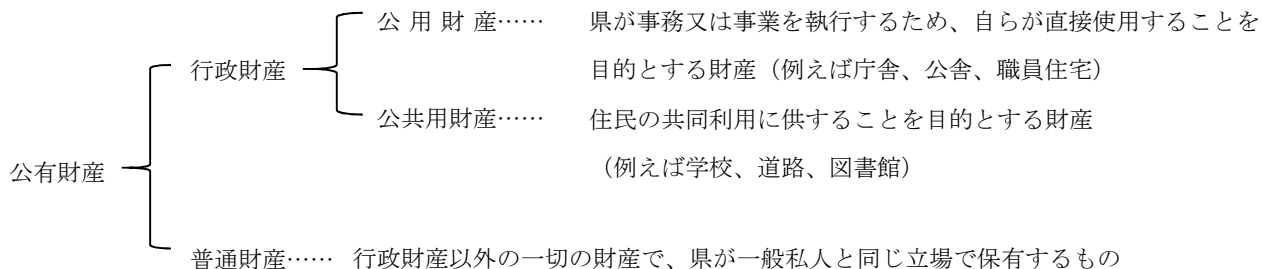 公 用 財 産…… 県が事務又は事業を執行するため、自らが直接使用することを
行政財産 目的とする財産（例えば庁舎、公舎、職員住宅）
公共用財産…… 住民の共同利用に供することを目的とする財産
公有財産 （例えば学校、道路、図書館）
普通財産…… 行政財産以外の一切の財産で、県が一般私人と同じ立場で保有するもの